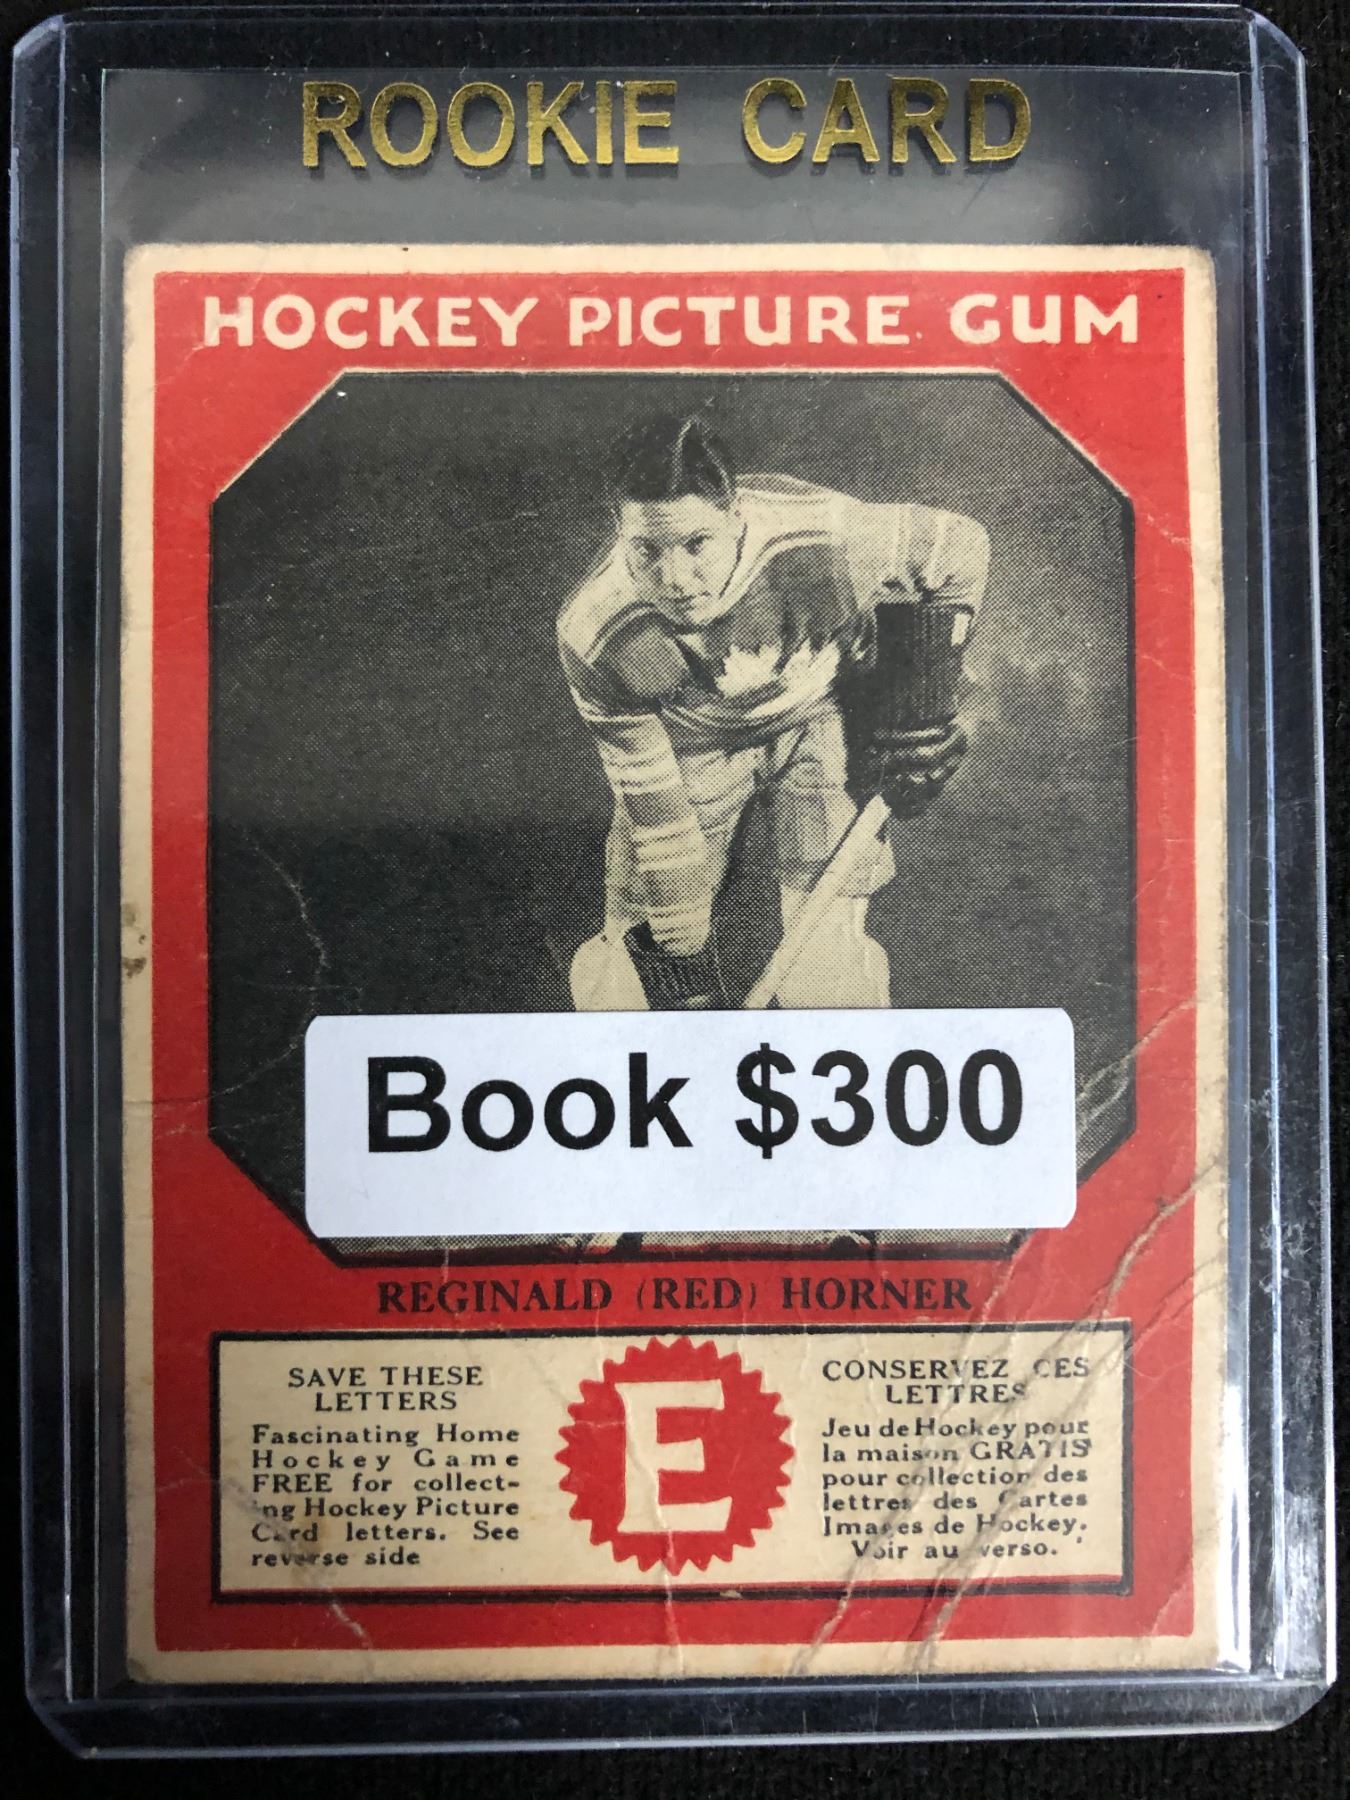 ROOKIE CARD
HOCKEY PICTURE GUM
Book $300
REGINALD (RED) HORNER
SAVE THESE
LETTERS
Fascinating Home
Hockey Game
FREE for collect-
ing Hockey Picture
Card letters. See
reverse side
E
CONSERVEZ CES
LETTRES
Jeu de Hockey pour
la maison GRATIS
pour collection des
lettres des Cartes
Images de Hockey.
Voir au verso.